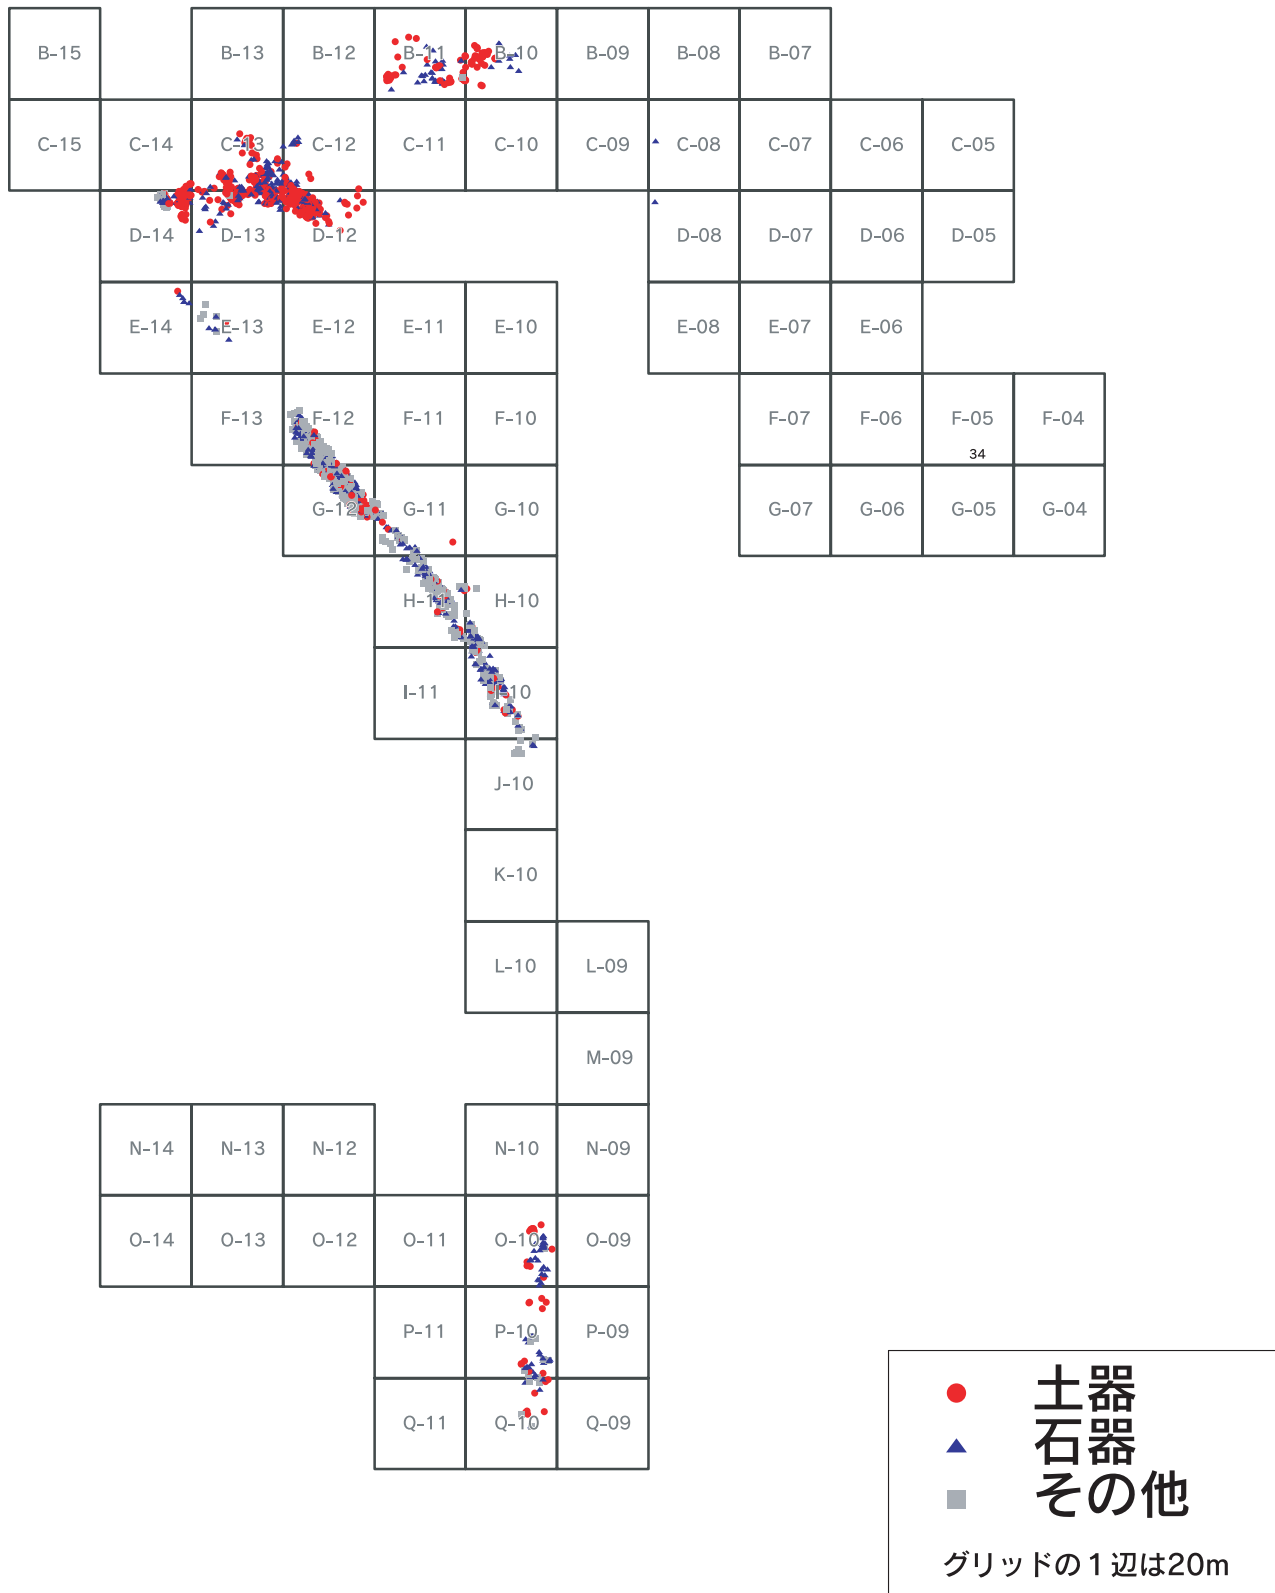 B-15 B-13 B-12 B-11 B-10 B-09 B-08 B-07
C-15 C-14 C-13 C-12 C-11 C-10 C-09 C-08 C-07 C-06 C-05
D-14 D-13 D-12 D-08 D-07 D-06 D-05
E-14 E-13 E-12 E-11 E-10 E-08 E-07 E-06
F-13 F-12 F-11 F-10 F-07 F-06 F-05 F-04
34
G-12 G-11 G-10 G-07 G-06 G-05 G-04
H-11 H-10
I-11 I-10
J-10
K-10
L-10 L-09
M-09
N-14 N-13 N-12 N-10 N-09
O-14 O-13 O-12 O-11 O-10 O-09
P-11 P-10 P-09
Q-11 Q-10 Q-09
土器
石器
その他
グリッドの1辺は20m